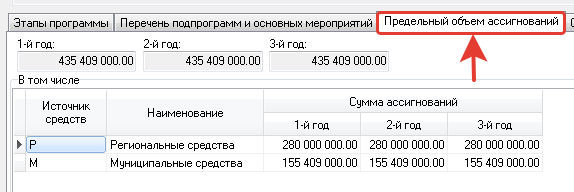 Этапы программы Перечень подпрограмм и основных мероприятий Предельный объем ассигнований
1-й год: 2-й год: 3-й год:
435 409 000.00 435 409 000.00 435 409 000.00
В том числе
Источник средств Наименование Сумма ассигнований
1-й год 2-й год 3-й год
Р Региональные средства 280 000 000.00 280 000 000.00 280 000 000.00
М Муниципальные средства 155 409 000.00 155 409 000.00 155 409 000.00